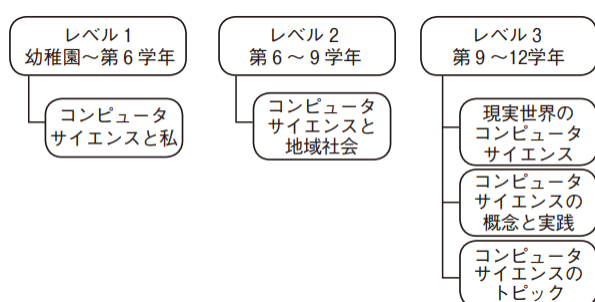 レベル1
幼稚園〜第6学年
コンピュータ
サイエンスと私
レベル2
第6〜9学年
コンピュータ
サイエンスと
地域社会
レベル3
第9〜12学年
現実世界の
コンピュータ
サイエンス
コンピュータ
サイエンスの
概念と実践
コンピュータ
サイエンスの
トピック